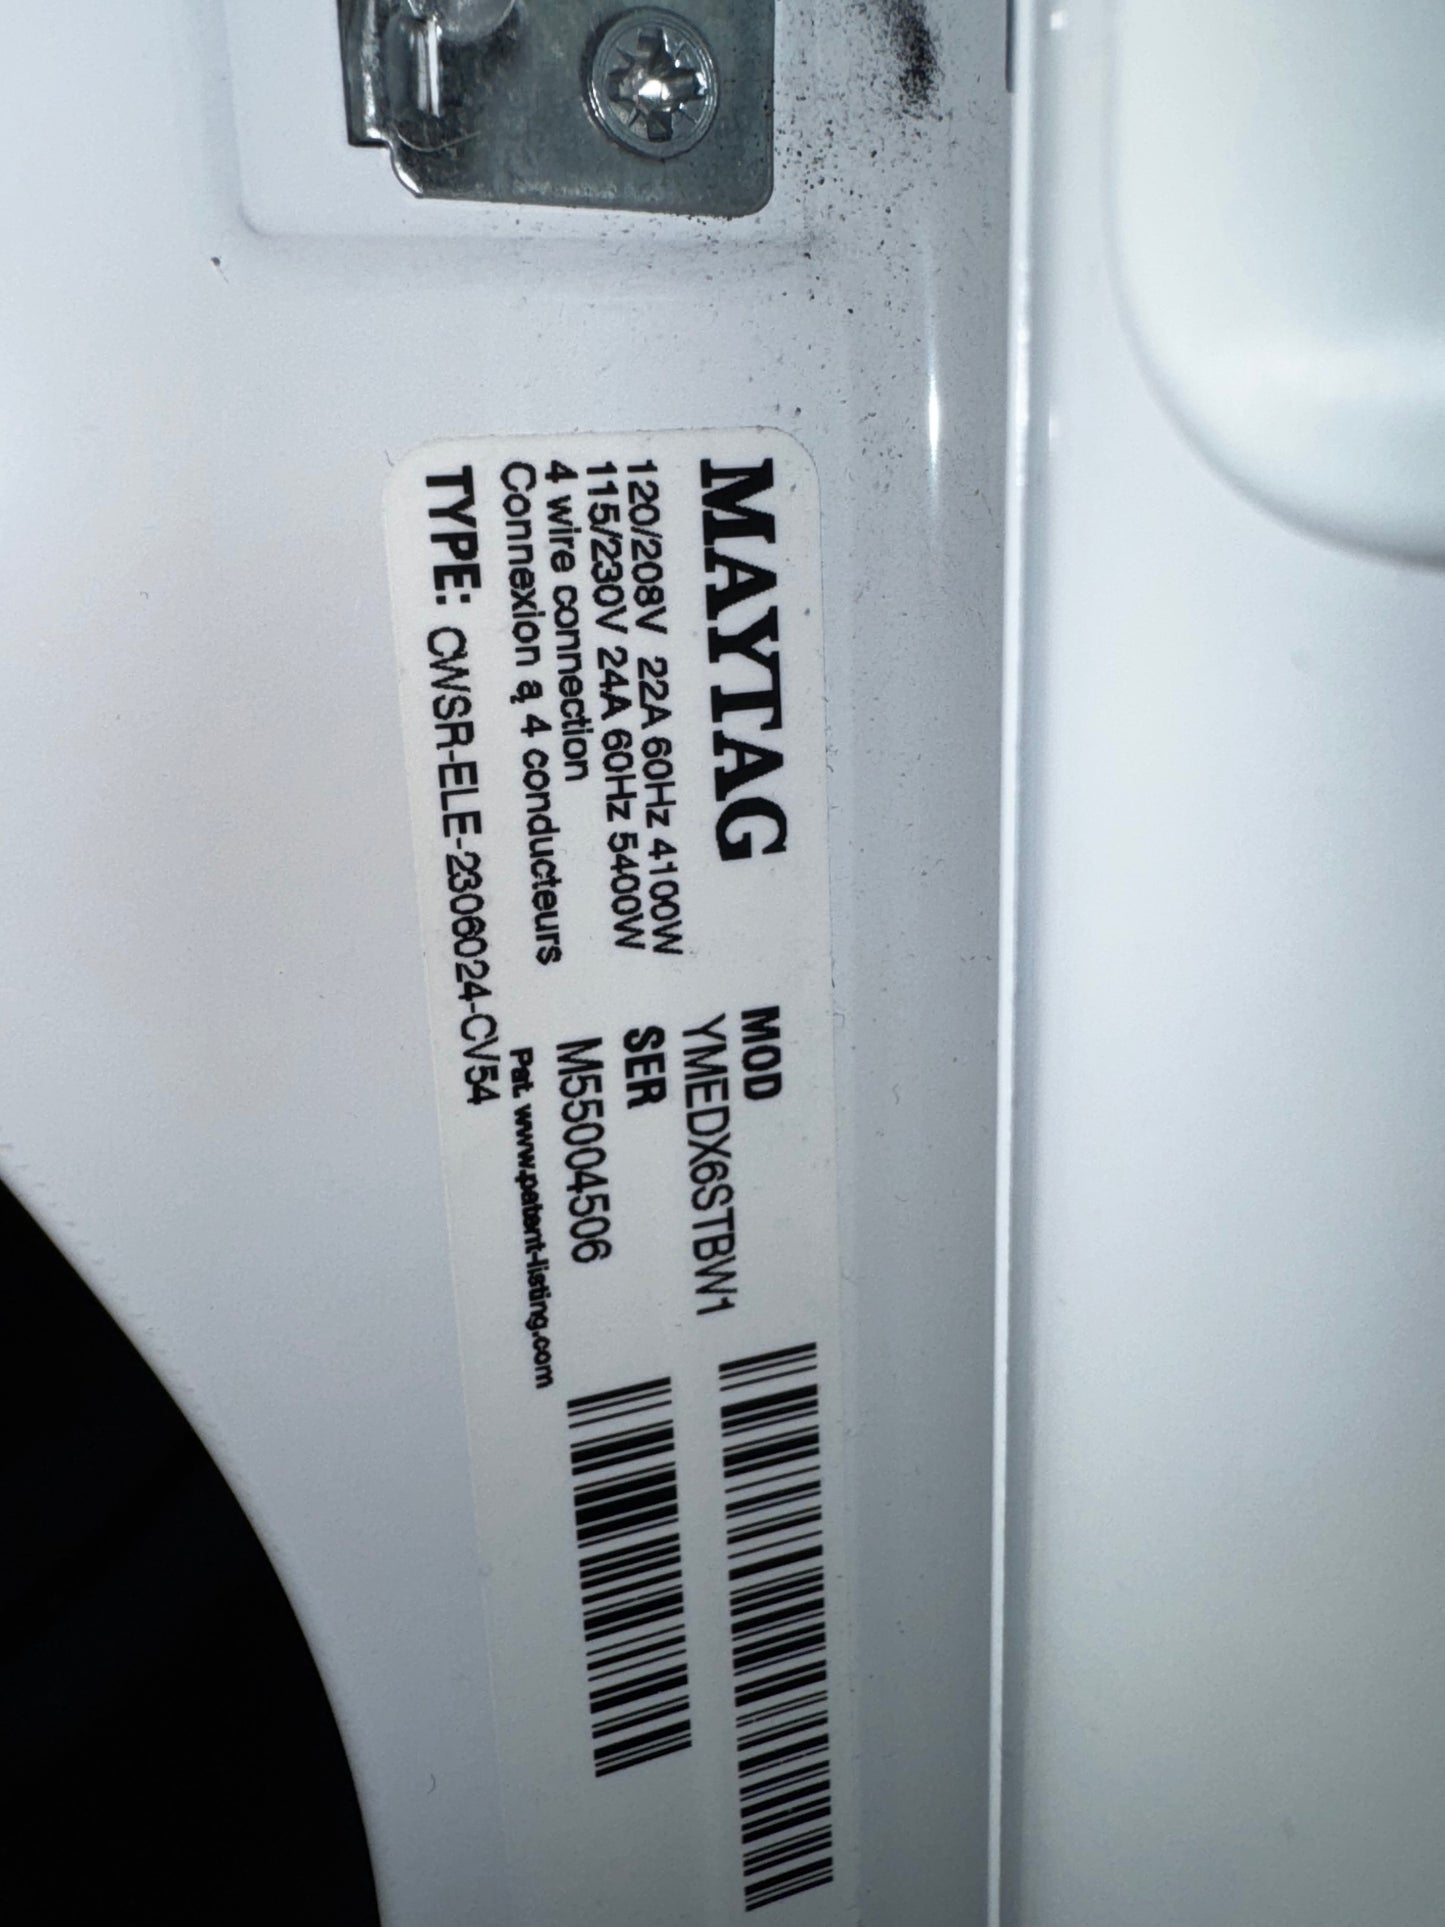 MAYTAG
120/208V 22A 60Hz 4100W
115/230V 24A 60Hz 5400W
4 wire connection
Connexion ą 4 conducteurs
TYPE: CWSR-ELE-2306024-CV54
MOD
YMEDX6STBW1
SER
M55004506
Pat. www.patent-listing.com